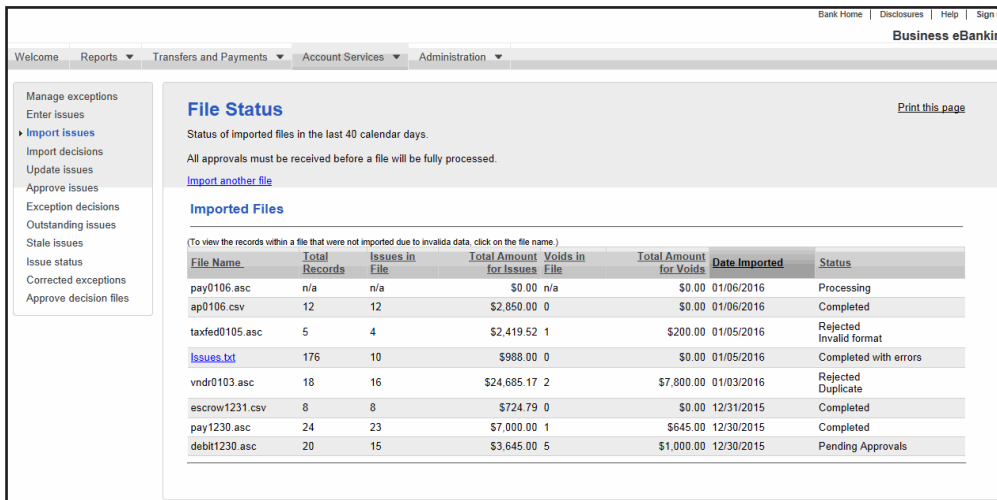 Bank Home | Disclosures | Help | Sign
Business eBankin
Welcome Reports Transfers and Payments Account Services Administration
Manage exceptions
Enter issues
Import issues
Import decisions
Update issues
Approve issues
Exception decisions
Outstanding issues
Stale issues
Issue status
Corrected exceptions
Approve decision files
File Status
Print this page
Status of imported files in the last 40 calendar days.
All approvals must be received before a file will be fully processed.
Import another file
Imported Files
(To view the records within a file that were not imported due to invalida data, click on the file name.)
File Name Total Records Issues in File Total Amount for Issues Voids in File Total Amount for Voids Date Imported Status
pay0106.asc n/a n/a $0.00 n/a $0.00 01/06/2016 Processing
ap0106.csv 12 12 $2,850.00 0 $0.00 01/06/2016 Completed
taxfed0105.asc 5 4 $2,419.52 1 $200.00 01/05/2016 Rejected Invalid format
Issues.txt 176 10 $988.00 0 $0.00 01/05/2016 Completed with errors
vndr0103.asc 18 16 $24,685.17 2 $7,800.00 01/03/2016 Rejected Duplicate
escrow1231.csv 8 8 $724.79 0 $0.00 12/31/2015 Completed
pay1230.asc 24 23 $7,000.00 1 $645.00 12/30/2015 Completed
debit1230.asc 20 15 $3,645.00 5 $1,000.00 12/30/2015 Pending Approvals